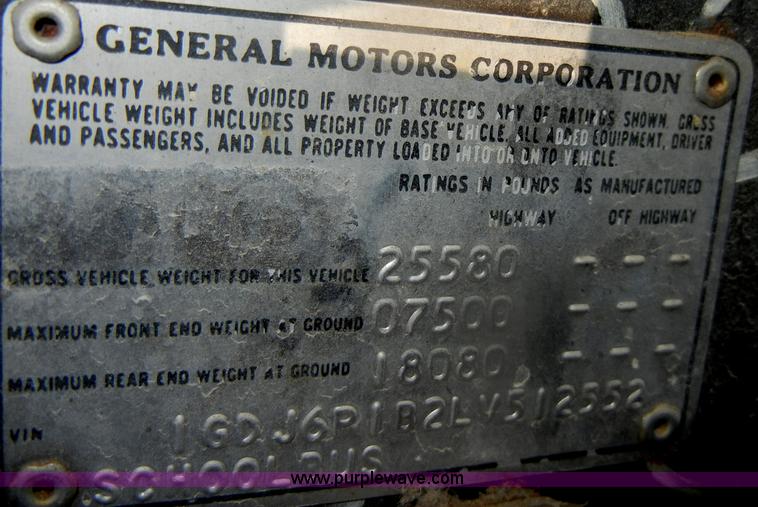 GENERAL MOTORS CORPORATION
WARRANTY MAY BE VOIDED IF WEIGHT EXCEEDS ANY OF RATINGS SHOWN. GROSS
VEHICLE WEIGHT INCLUDES WEIGHT OF BASE VEHICLE, ALL ADDED EQUIPMENT, DRIVER
AND PASSENGERS, AND ALL PROPERTY LOADED INTO OR ONTO VEHICLE.
RATINGS IN POUNDS AS MANUFACTURED
HIGHWAY OFF HIGHWAY
GROSS VEHICLE WEIGHT FOR THIS VEHICLE 25580 - - -
MAXIMUM FRONT END WEIGHT AT GROUND 07500 - - -
MAXIMUM REAR END WEIGHT AT GROUND 18080 - - -
VIN 1GDJ6P1B2LV512552
SCHOOL BUS
www.purplewave.com